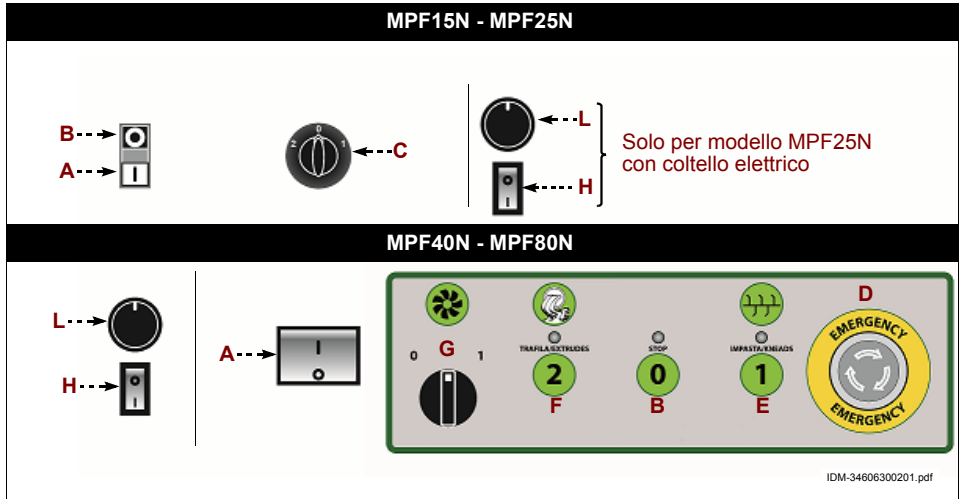 MPF15N - MPF25N
B
A
I
2 0 1
C
L
H
O
I
Solo per modello MPF25N
con coltello elettrico
MPF40N - MPF80N
L
H
O
I
A
I
O
0 G 1
TRAFILA/EXTRUDES
2
F
STOP
0
B
IMPASTA/KNEADS
1
E
D
EMERGENCY
EMERGENCY
IDM-34606300201.pdf